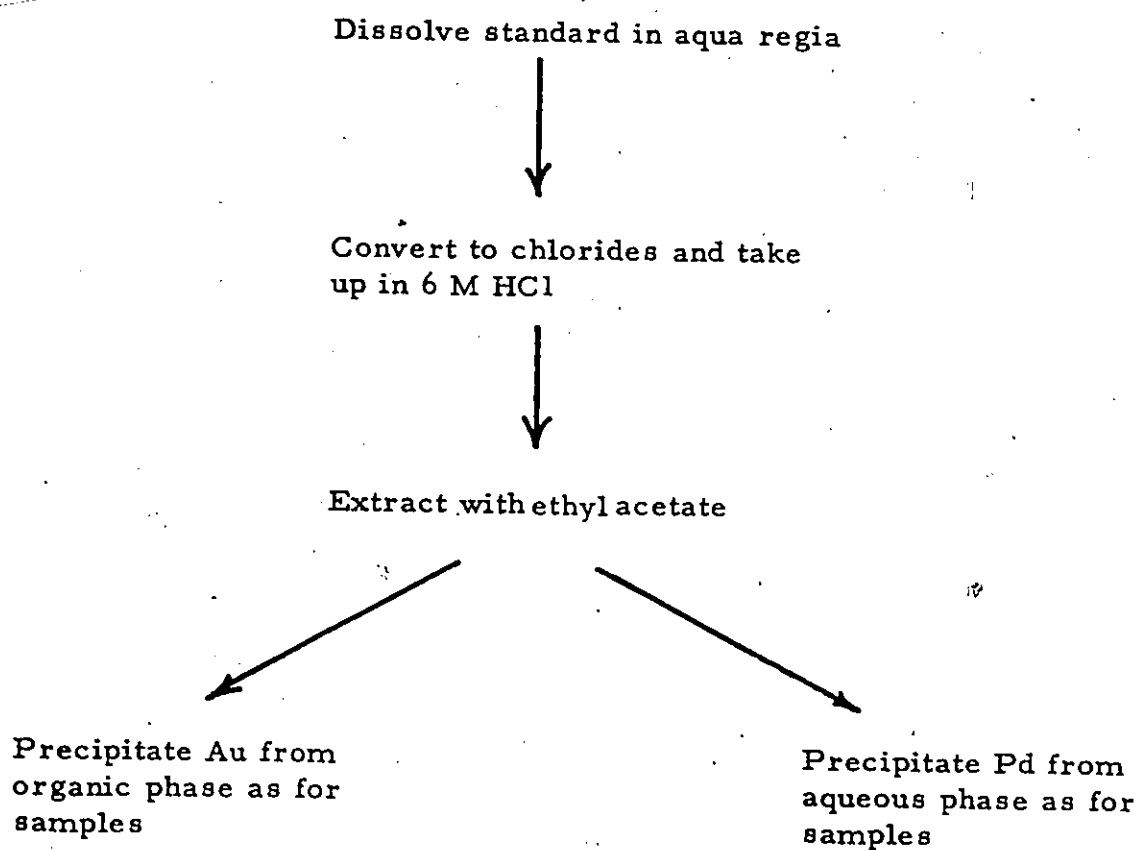 Dissolve standard in aqua regia
Convert to chlorides and take
up in 6 M HCl
Extract with ethyl acetate
Precipitate Au from
organic phase as for
samples
Precipitate Pd from
aqueous phase as for
samples